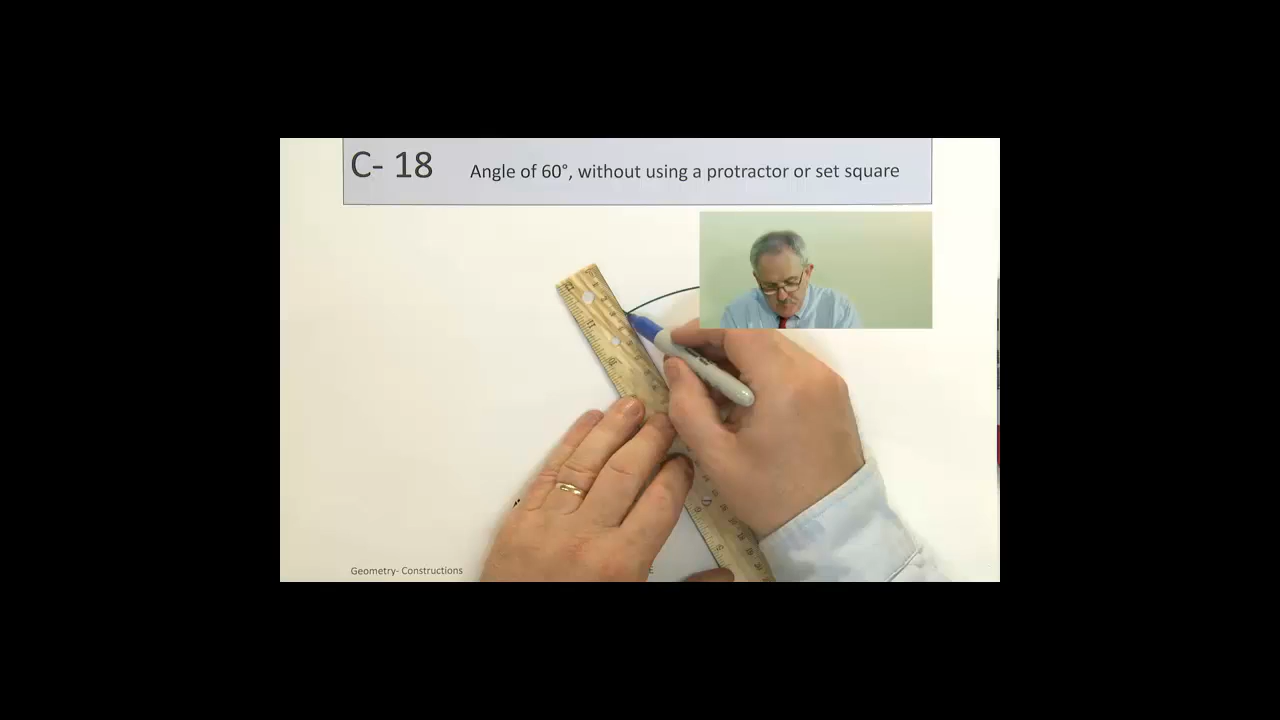 C- 18 Angle of 60°, without using a protractor or set square
Geometry- Constructions